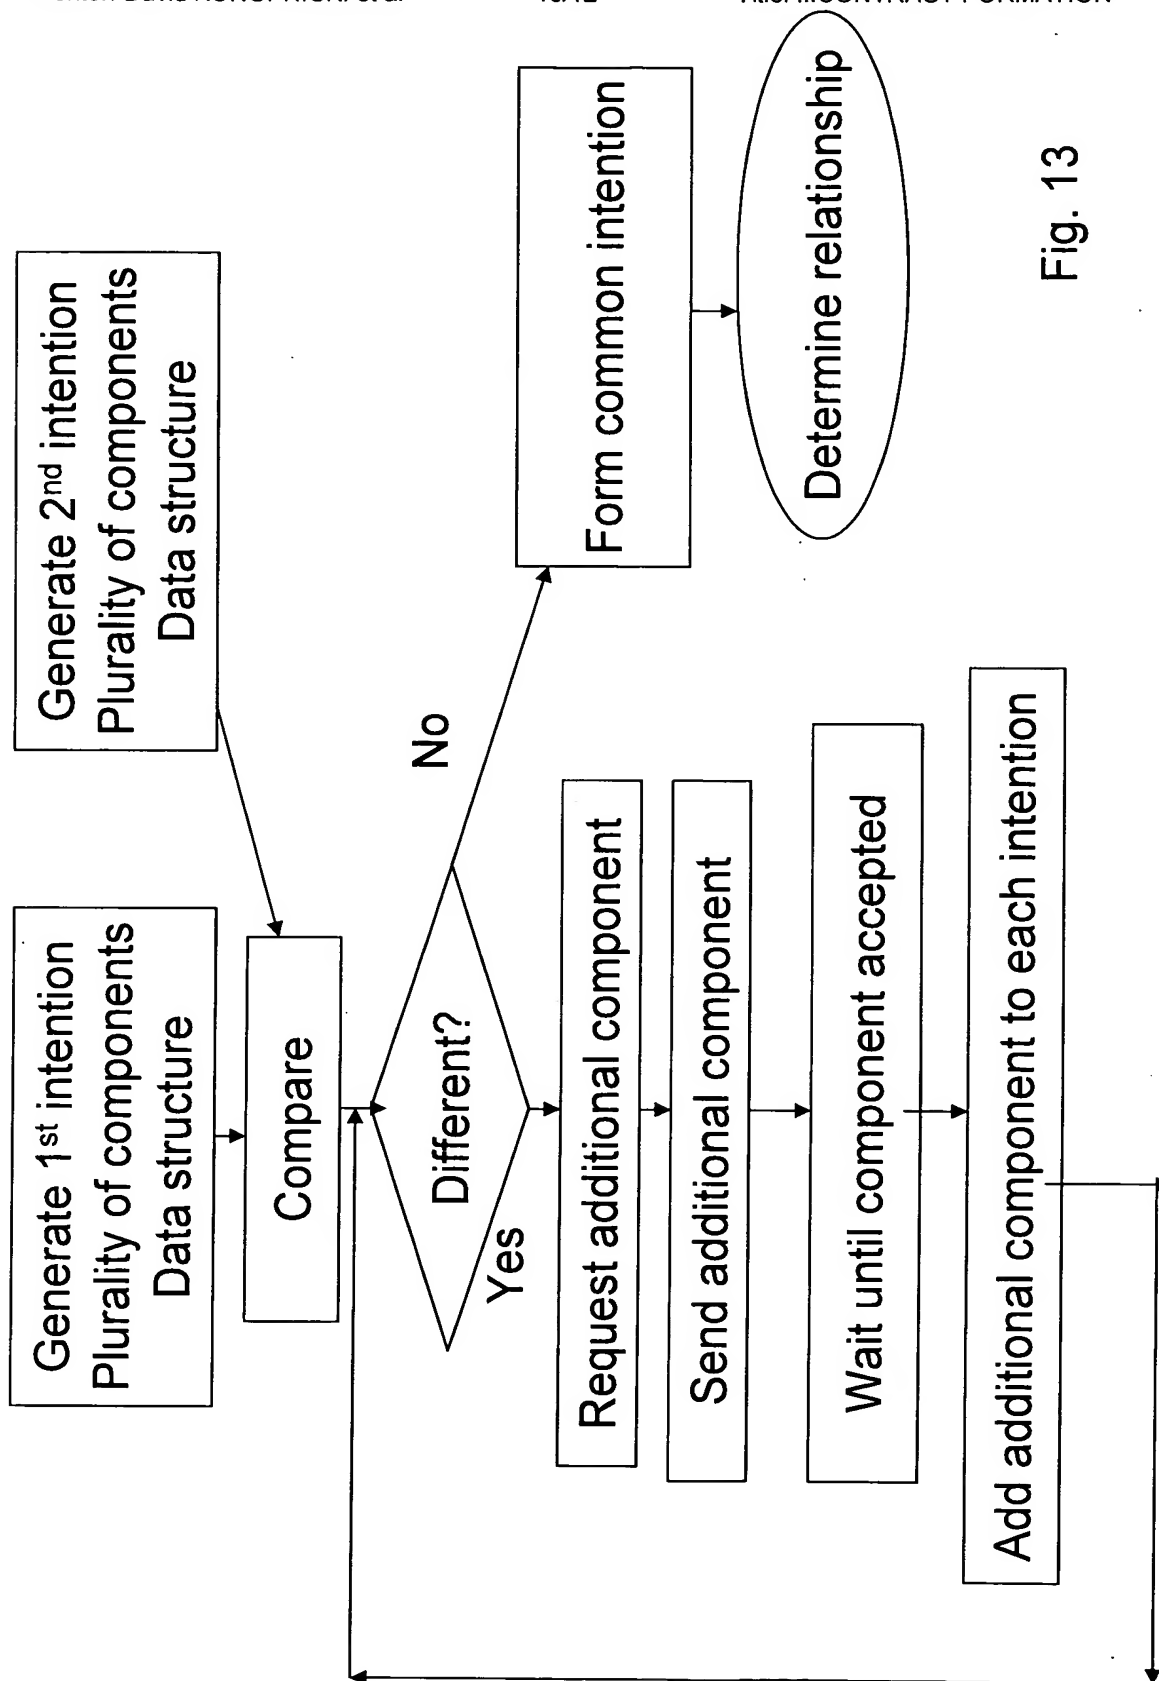 CONTRACT FORMATION
Generate 1st intention
Plurality of components
Data structure
Generate 2nd intention
Plurality of components
Data structure
Compare
Different?
No
Yes
Form common intention
Determine relationship
Request additional component
Send additional component
Wait until component accepted
Add additional component to each intention
Fig. 13